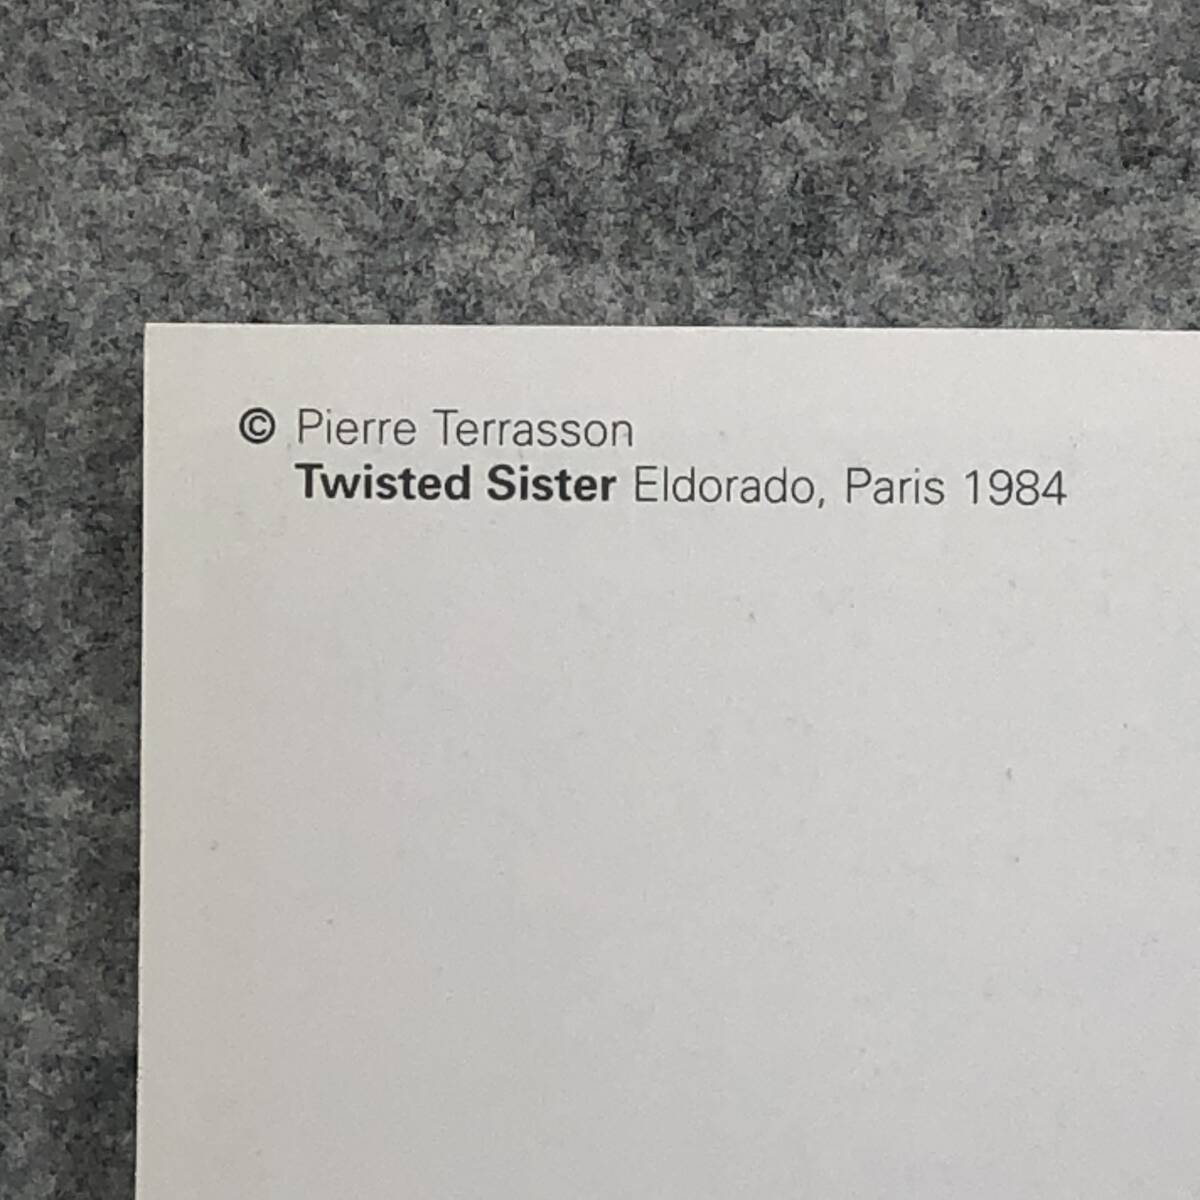 © Pierre Terrasson
Twisted Sister Eldorado, Paris 1984